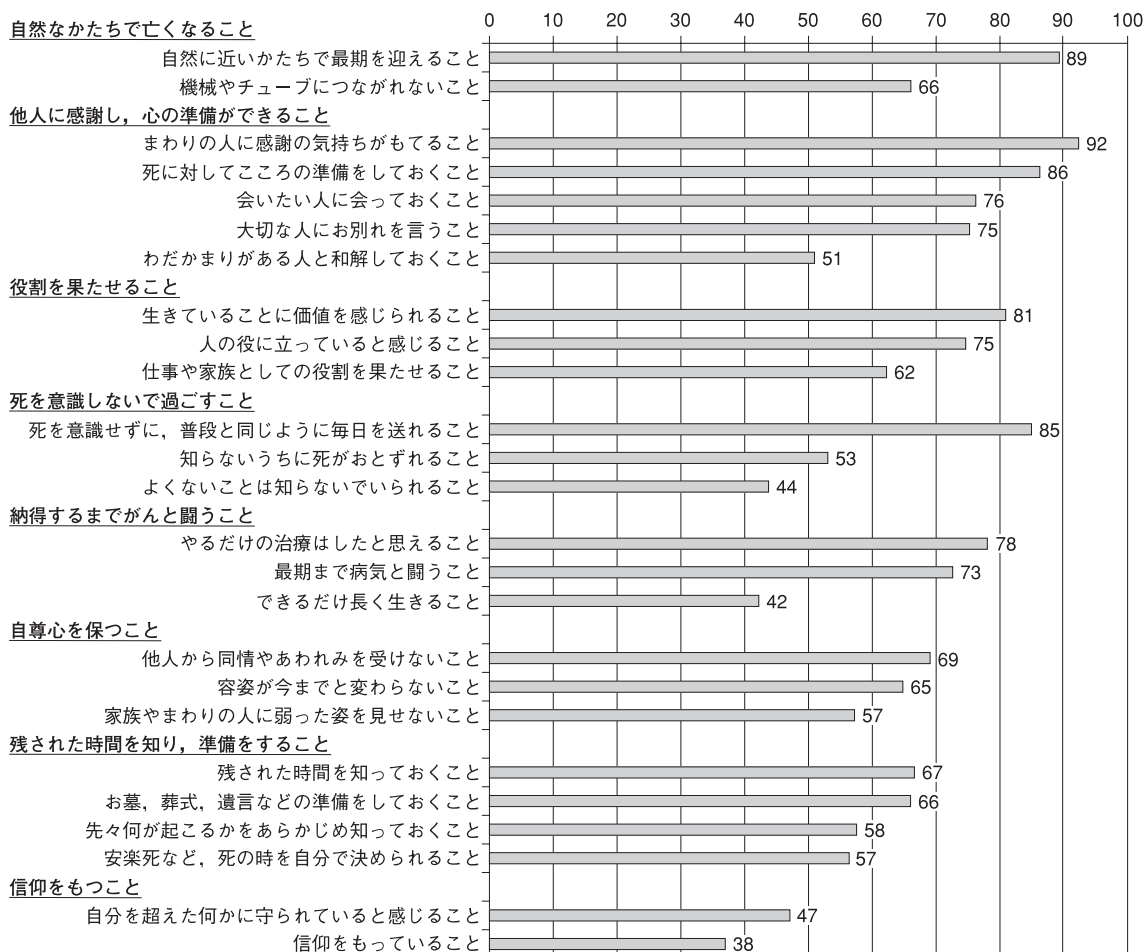 0 10 20 30 40 50 60 70 80 90 100
自然なかたちで亡くなること
自然に近いかたちで最期を迎えること 89
機械やチューブにつながれないこと 66
他人に感謝し，心の準備ができること
まわりの人に感謝の気持ちがもてること 92
死に対してこころの準備をしておくこと 86
会いたい人に会っておくこと 76
大切な人にお別れを言うこと 75
わだかまりがある人と和解しておくこと 51
役割を果たせること
生きていることに価値を感じられること 81
人の役に立っていると感じること 75
仕事や家族としての役割を果たせること 62
死を意識しないで過ごすこと
死を意識せずに，普段と同じように毎日を送れること 85
知らないうちに死がおとずれること 53
よくないことは知らないでいられること 44
納得するまでがんと闘うこと
やるだけの治療はしたと思えること 78
最期まで病気と闘うこと 73
できるだけ長く生きること 42
自尊心を保つこと
他人から同情やあわれみを受けないこと 69
容姿が今までと変わらないこと 65
家族やまわりの人に弱った姿を見せないこと 57
残された時間を知り，準備をすること
残された時間を知っておくこと 67
お墓，葬式，遺言などの準備をしておくこと 66
先々何が起こるかをあらかじめ知っておくこと 58
安楽死など，死の時を自分で決められること 57
信仰をもつこと
自分を超えた何かに守られていると感じること 47
信仰をもっていること 38